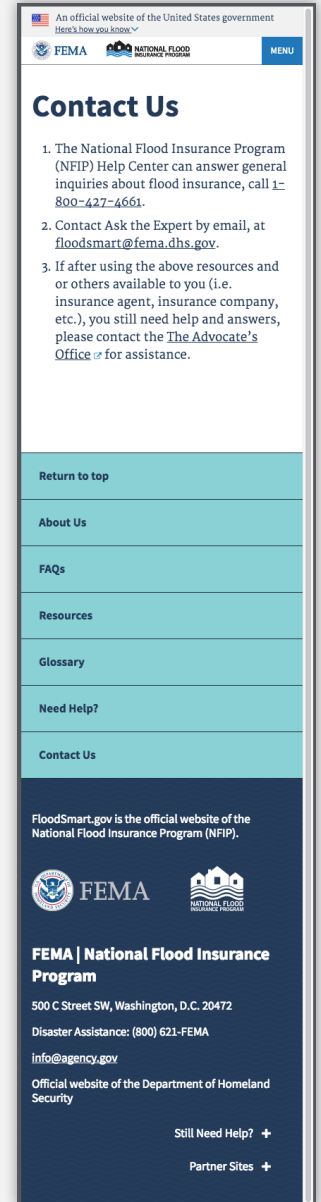 An official website of the United States government
Here's how you know
FEMA
NATIONAL FLOOD
INSURANCE PROGRAM
MENU
Contact Us
1. The National Flood Insurance Program
(NFIP) Help Center can answer general
inquiries about flood insurance, call 1-
800-427-4661.
2. Contact Ask the Expert by email, at
floodsmart@fema.dhs.gov.
3. If after using the above resources and
or others available to you (i.e.
insurance agent, insurance company,
etc.), you still need help and answers,
please contact the The Advocate's
Office for assistance.
Return to top
About Us
FAQs
Resources
Glossary
Need Help?
Contact Us
FloodSmart.gov is the official website of the
National Flood Insurance Program (NFIP).
FEMA
NATIONAL FLOOD
INSURANCE PROGRAM
FEMA | National Flood Insurance
Program
500 C Street SW, Washington, D.C. 20472
Disaster Assistance: (800) 621-FEMA
info@agency.gov
Official website of the Department of Homeland
Security
Still Need Help? +
Partner Sites +